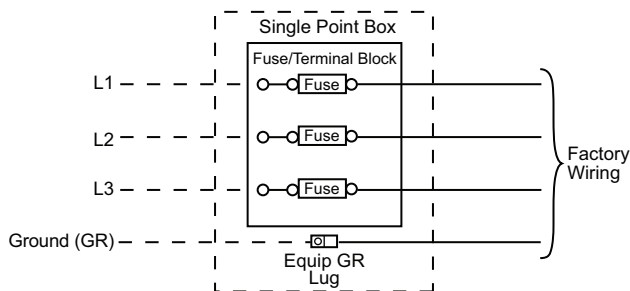 Single Point Box
Fuse/Terminal Block
L1
Fuse
L2
Fuse
Factory
Wiring
L3
Fuse
Ground (GR)
Equip GR
Lug